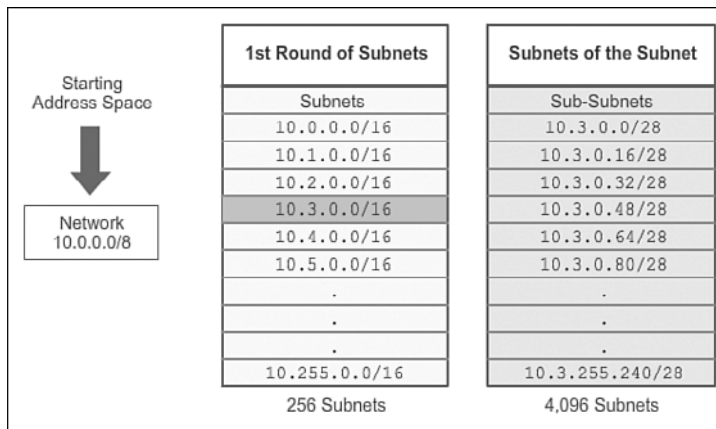 Starting
Address Space
Network
10.0.0.0/8
1st Round of Subnets
Subnets
10.0.0.0/16
10.1.0.0/16
10.2.0.0/16
10.3.0.0/16
10.4.0.0/16
10.5.0.0/16
.
.
.
10.255.0.0/16
256 Subnets
Subnets of the Subnet
Sub-Subnets
10.3.0.0/28
10.3.0.16/28
10.3.0.32/28
10.3.0.48/28
10.3.0.64/28
10.3.0.80/28
.
.
.
10.3.255.240/28
4,096 Subnets